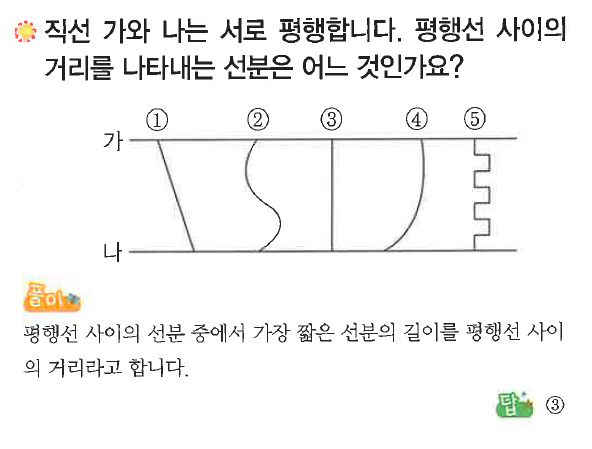 직선 가와 나는 서로 평행합니다. 평행선 사이의
거리를 나타내는 선분은 어느 것인가요?
① ② ③ ④ ⑤
가
나
풀이
평행선 사이의 선분 중에서 가장 짧은 선분의 길이를 평행선 사이
의 거리라고 합니다.
답 ③